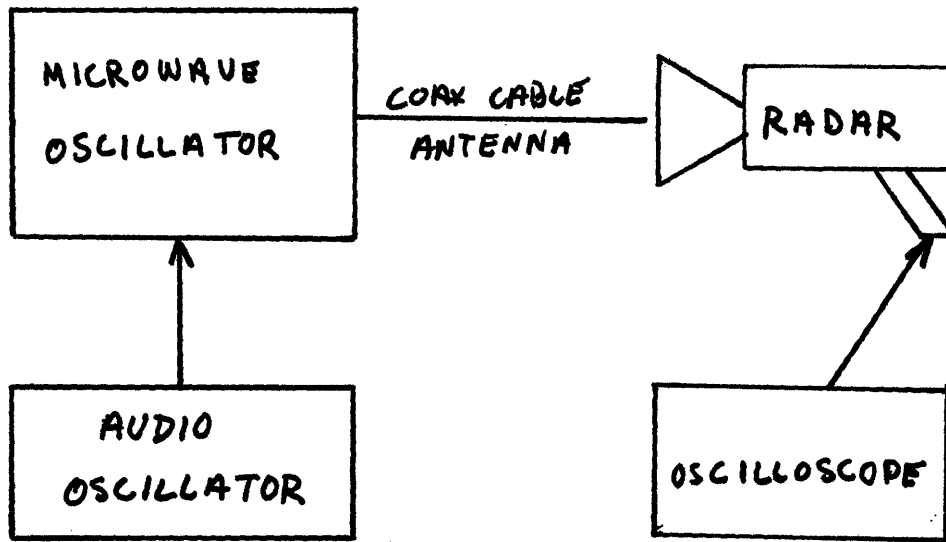 MICROWAVE
OSCILLATOR
COAX CABLE
ANTENNA
RADAR
AUDIO
OSCILLATOR
OSCILLOSCOPE